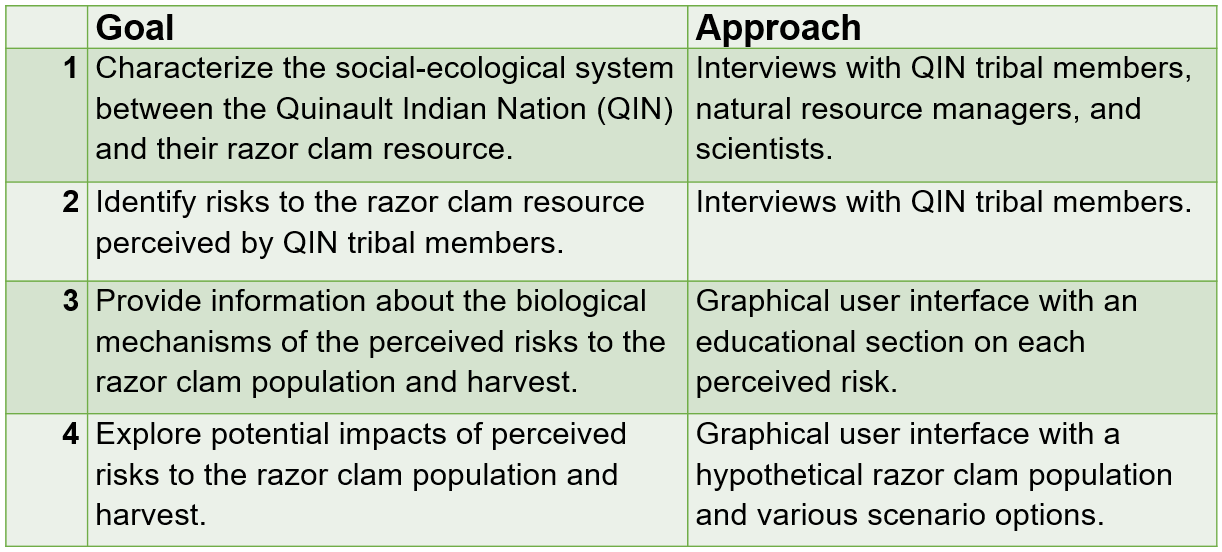 Goal Approach
1 Characterize the social-ecological system Interviews with QIN tribal members,
between the Quinault Indian Nation (QIN) natural resource managers, and
and their razor clam resource. scientists.
2 Identify risks to the razor clam resource Interviews with QIN tribal members.
perceived by QIN tribal members.
3 Provide information about the biological Graphical user interface with an
mechanisms of the perceived risks to the educational section on each
razor clam population and harvest. perceived risk.
4 Explore potential impacts of perceived Graphical user interface with a
risks to the razor clam population and hypothetical razor clam population
harvest. and various scenario options.